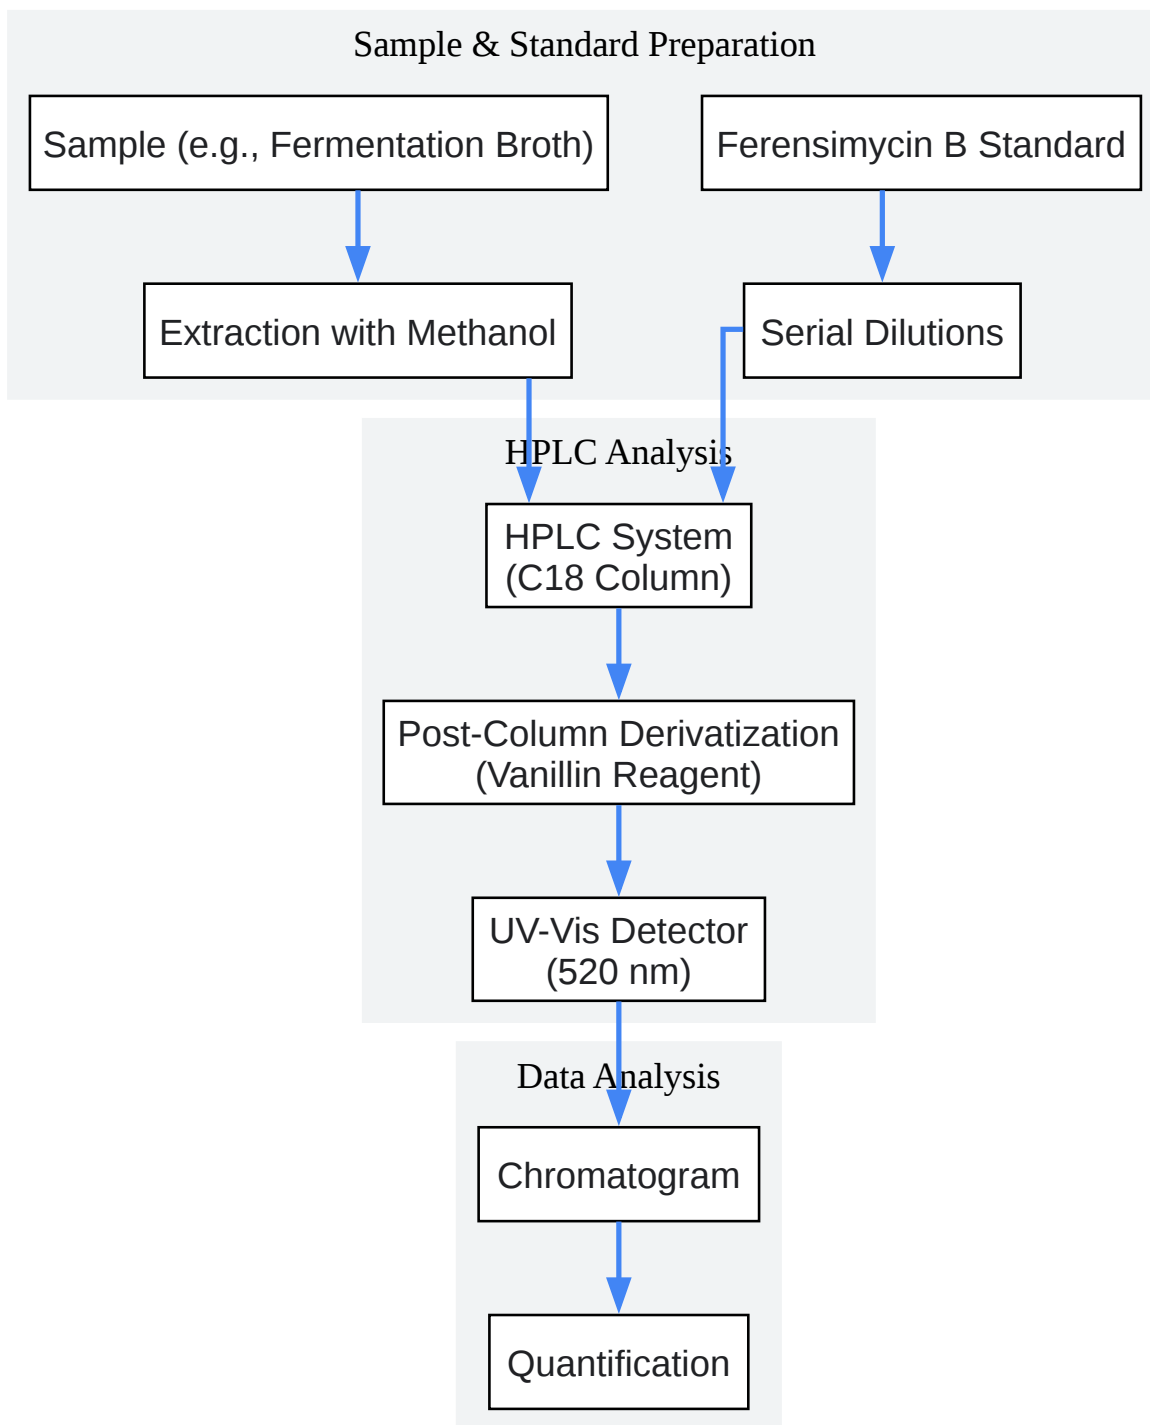 Sample & Standard Preparation
Sample (e.g., Fermentation Broth)
Ferensimycin B Standard
Extraction with Methanol
Serial Dilutions
HPLC Analysis
HPLC System
(C18 Column)
Post-Column Derivatization
(Vanillin Reagent)
UV-Vis Detector
(520 nm)
Data Analysis
Chromatogram
Quantification